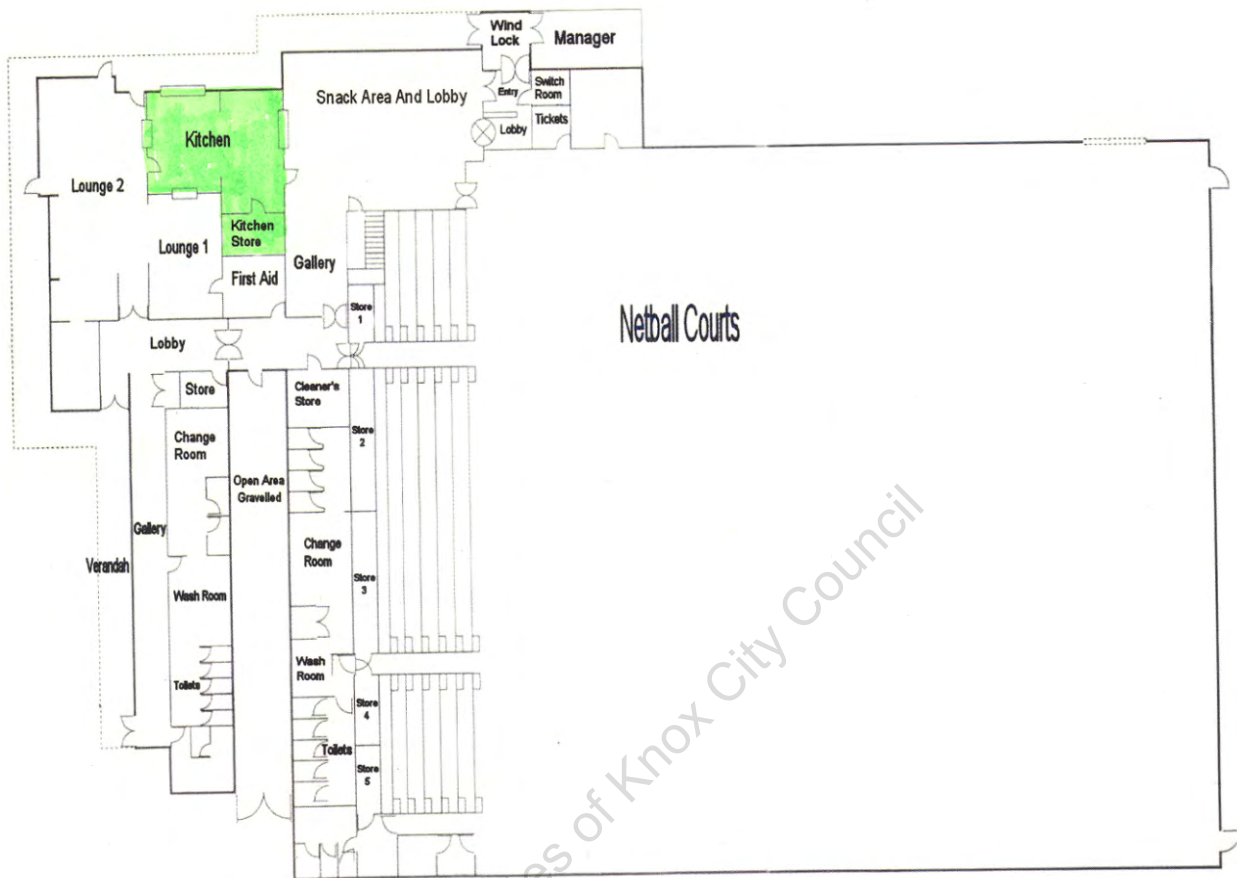 Wind
Lock
Manager
Snack Area And Lobby
Entry
Switch
Room
Lobby
Tickets
Kitchen
Lounge 2
Kitchen
Store
Lounge 1
First Aid
Gallery
Store
1
Netball Courts
Lobby
Store
Cleaner's
Store
Store
2
Change
Room
Open Area
Gravelled
Gallery
Verandah
Change
Room
Store
3
Wash Room
Wash
Room
Toilets
Store
4
Toilets
Store
5
es of Knox City Council